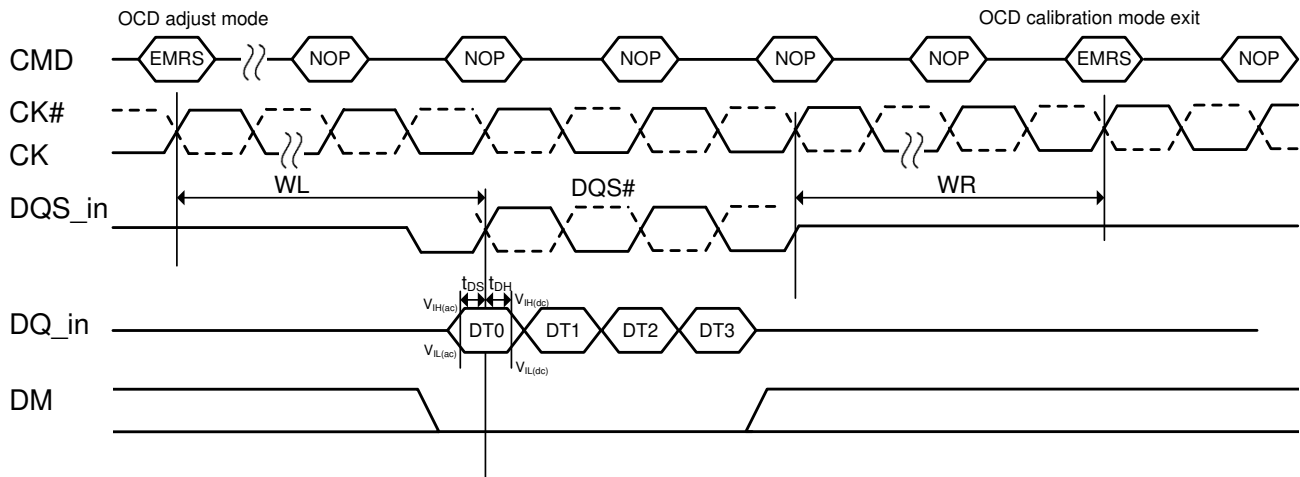 OCD adjust mode
OCD calibration mode exit
CMD
EMRS NOP NOP NOP NOP NOP EMRS NOP
CK#
CK
WL
DQS#
WR
DQS_in
tDS tDH
VIH(ac) VIH(dc)
DQ_in
DT0 DT1 DT2 DT3
VIL(ac)
VIL(dc)
DM